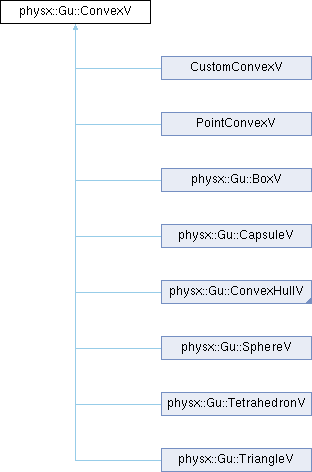 physx::Gu::ConvexV
CustomConvexV
PointConvexV
physx::Gu::BoxV
physx::Gu::CapsuleV
physx::Gu::ConvexHullV
physx::Gu::SphereV
physx::Gu::TetrahedronV
physx::Gu::TriangleV